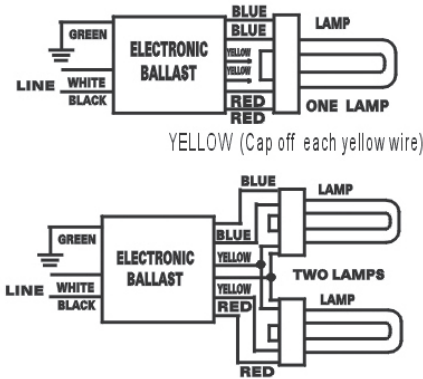 BLUE
LAMP
BLUE
GREEN
ELECTRONIC
BALLAST
YELLOW
YELLOW
LINE
WHITE
BLACK
RED
RED
ONE LAMP
YELLOW (Cap off each yellow wire)
BLUE
LAMP
GREEN
BLUE
ELECTRONIC
BALLAST
YELLOW
TWO LAMPS
LINE
WHITE
BLACK
YELLOW
RED
LAMP
RED